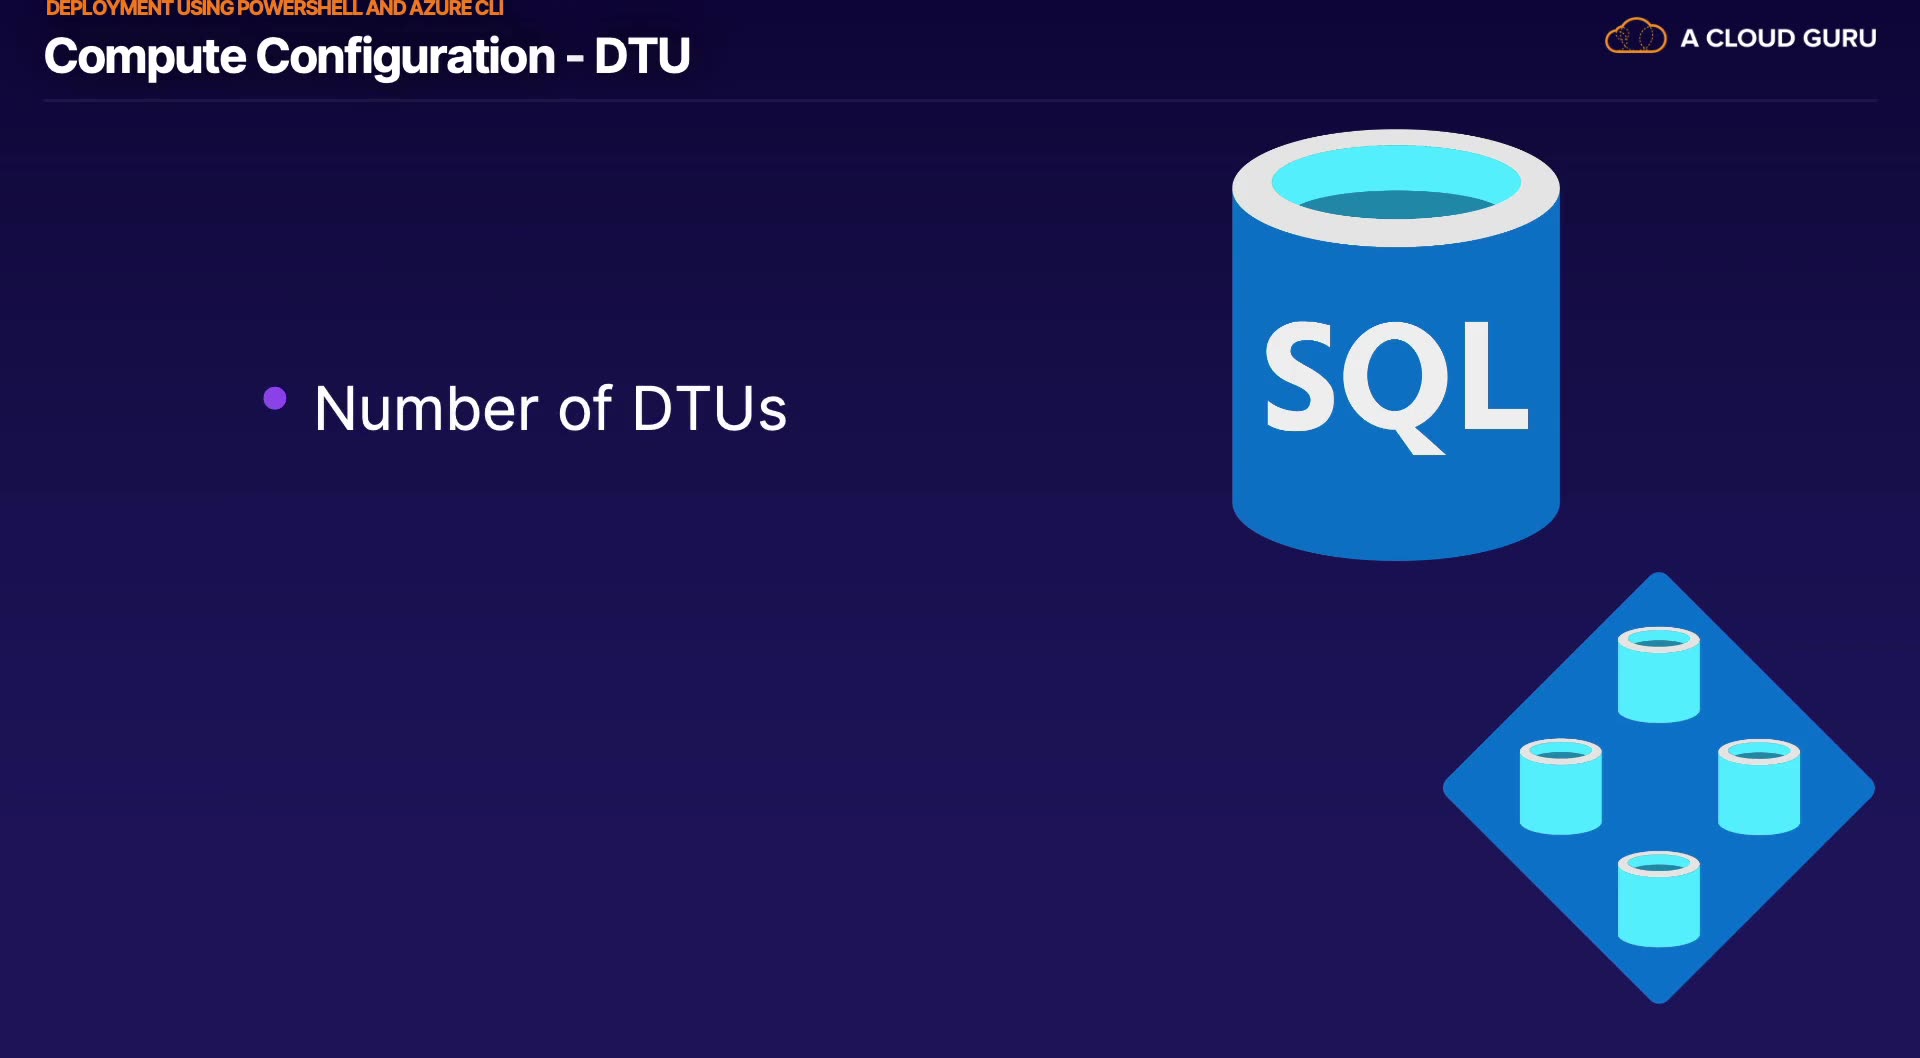 DEPLOYMENT USING POWERSHELL AND AZURE CLI
Compute Configuration - DTU
A CLOUD GURU
• Number of DTUs
SQL